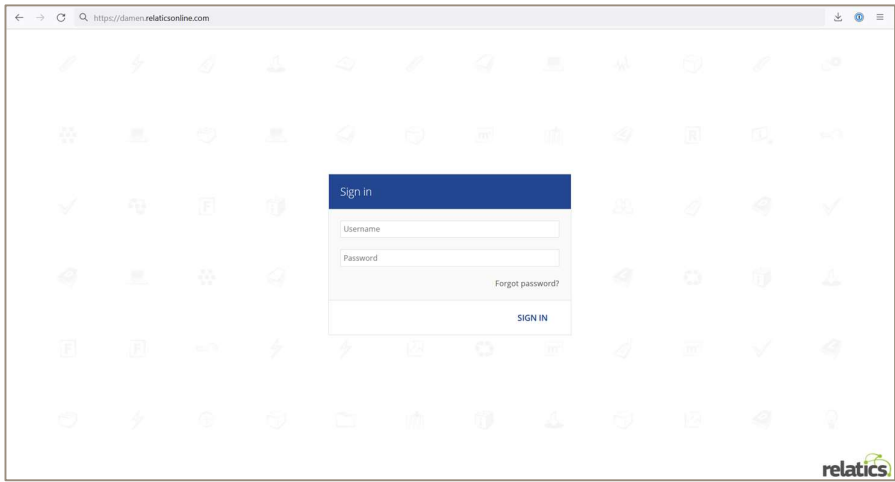 https://damen.relaticsonline.com
Sign in
Username
Password
Forgot password?
SIGN IN
relatics